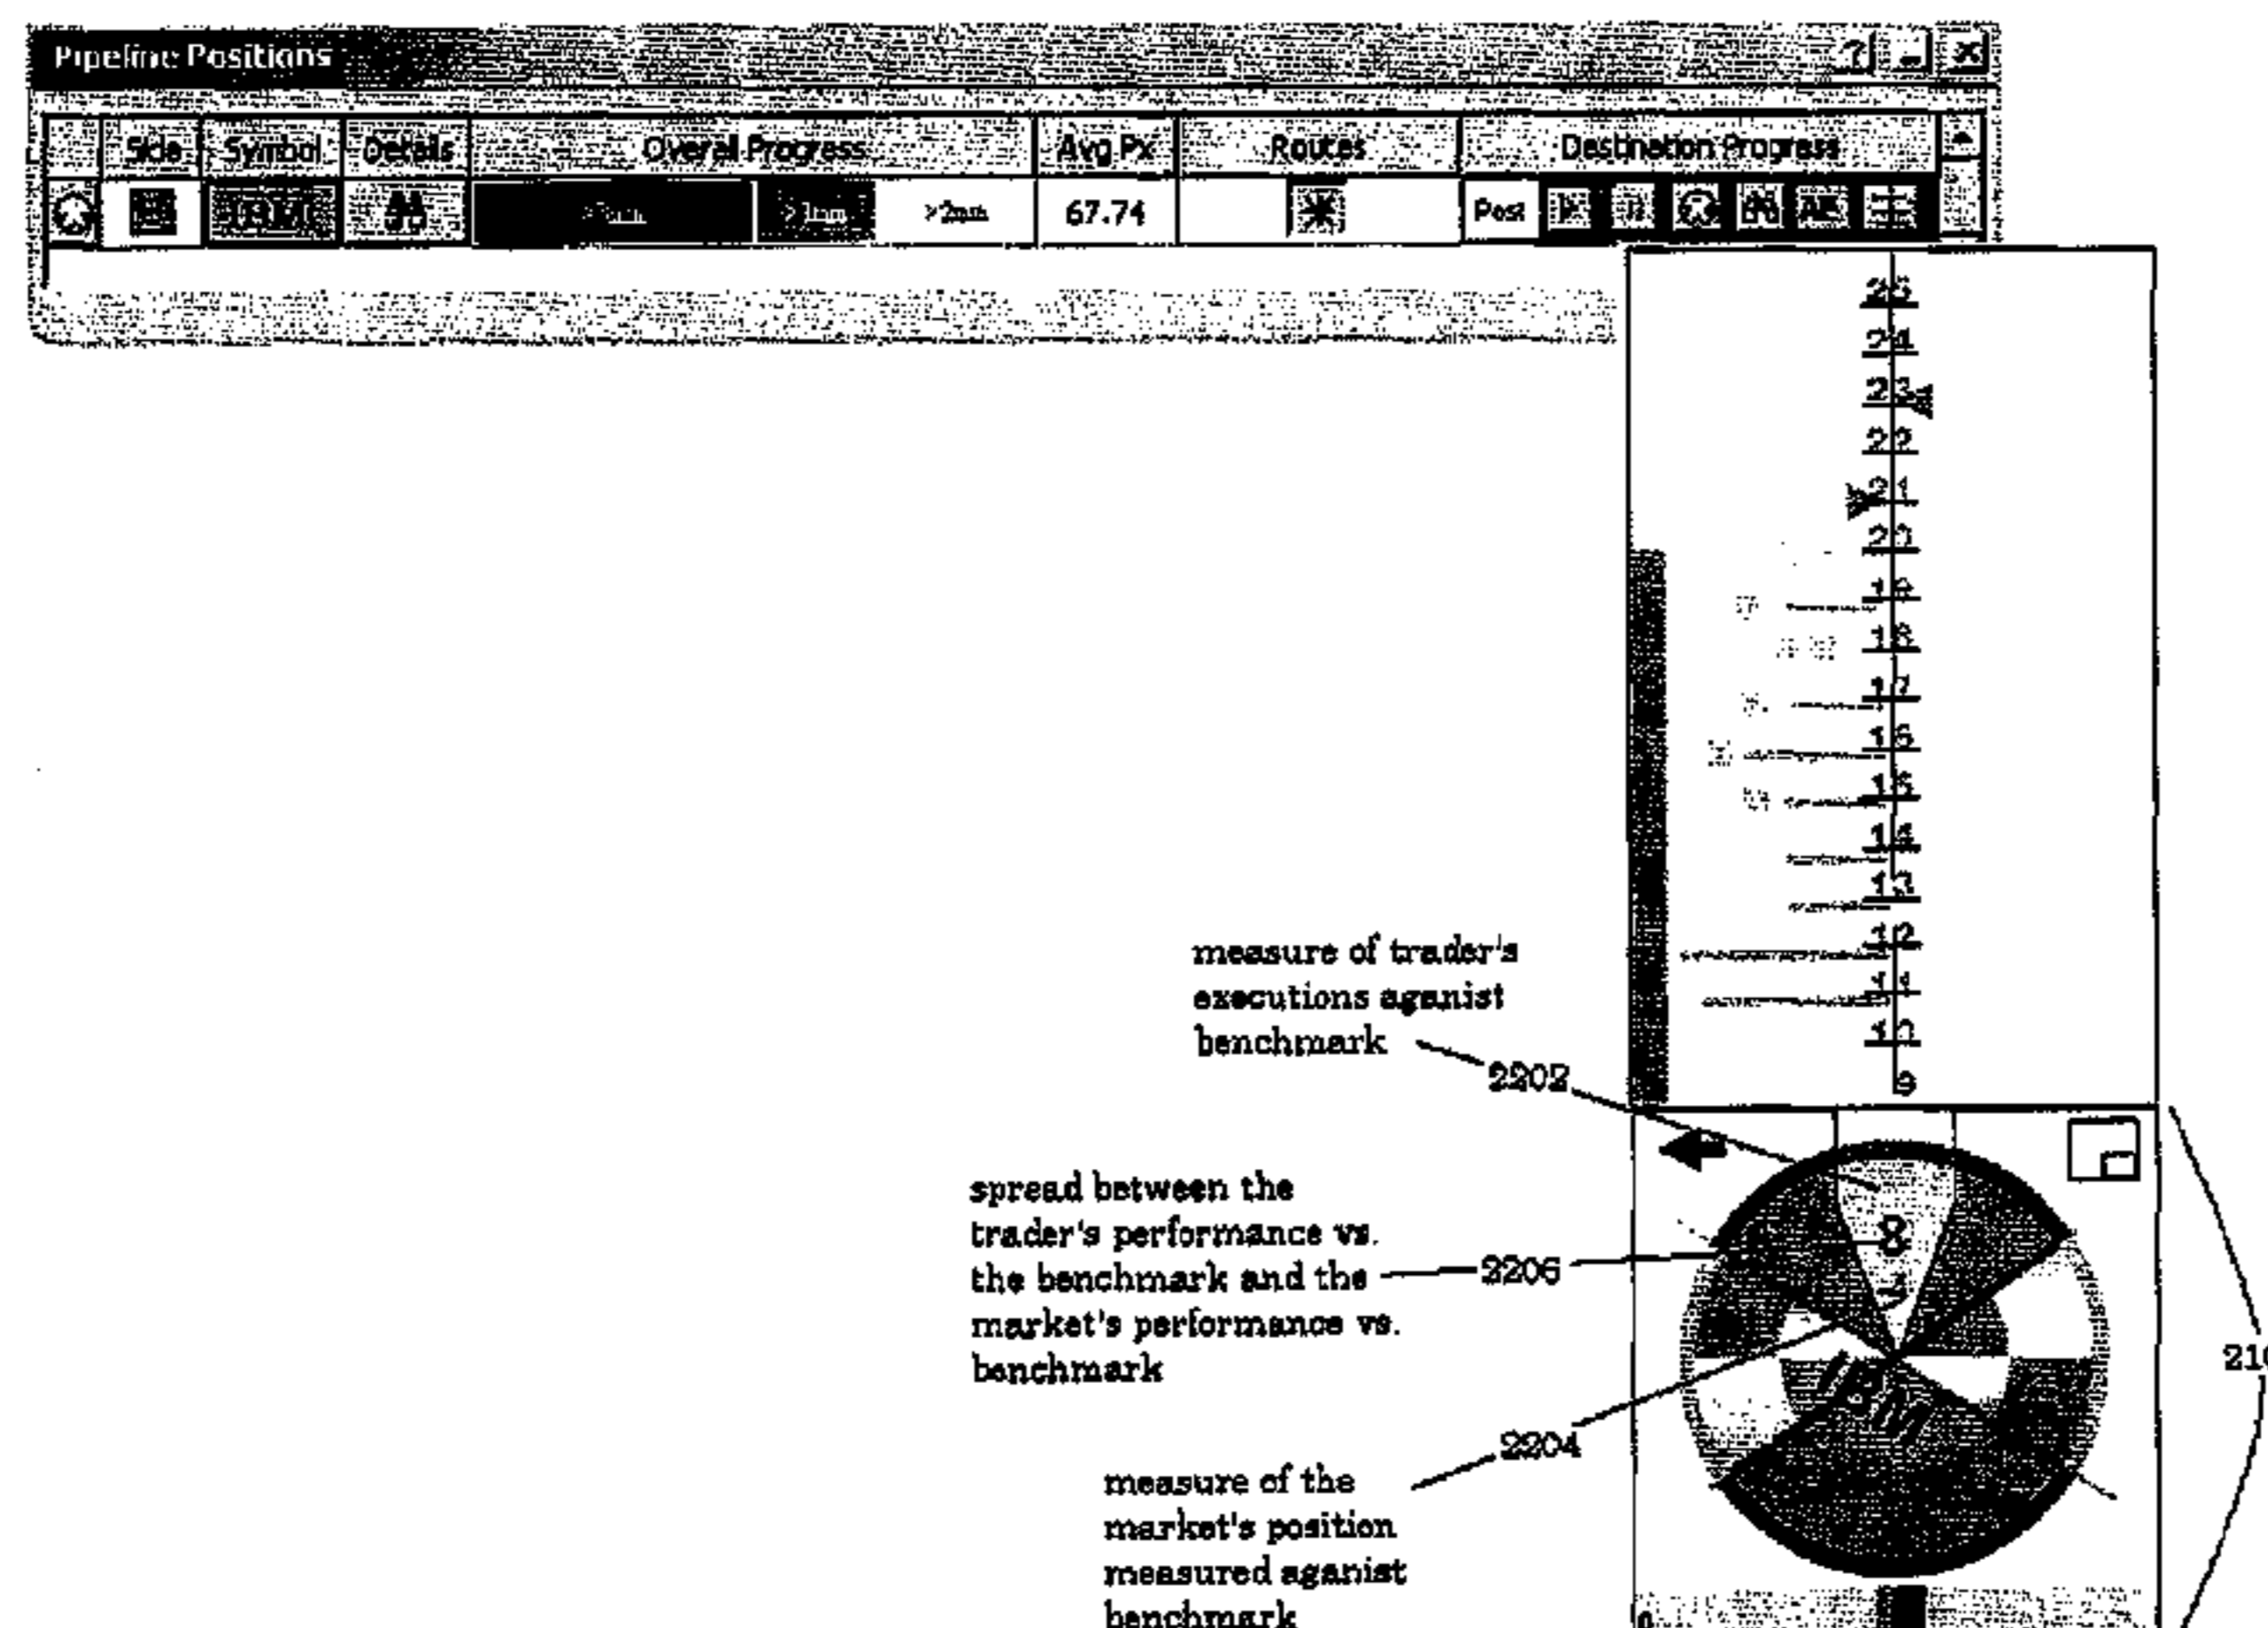 Pipeline Positions
? _ X
Side Symbol Details Overall Progress Avg Px Routes Destination Progress
IBM >2mm 67.74 Post
25
24
23
22
21
20
19
18
17
16
15
14
13
12
11
10
9
measure of trader's
executions aganist
benchmark
2202
8
spread between the
trader's performance vs.
the benchmark and the
market's performance vs.
benchmark
2206
IBM
2204
measure of the
market's position
measured aganist
benchmark
0